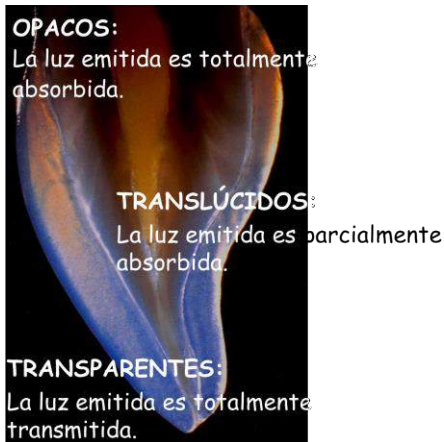 OPACOS:
La luz emitida es totalmente
absorbida.
TRANSLÚCIDOS:
La luz emitida es parcialmente
absorbida.
TRANSPARENTES:
La luz emitida es totalmente
transmitida.